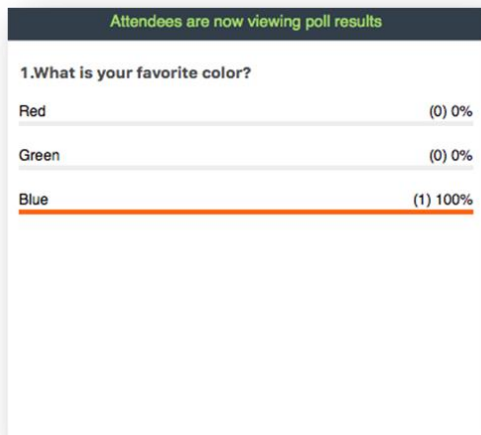 Attendees are now viewing poll results
1.What is your favorite color?
Red (0) 0%
Green (0) 0%
Blue (1) 100%